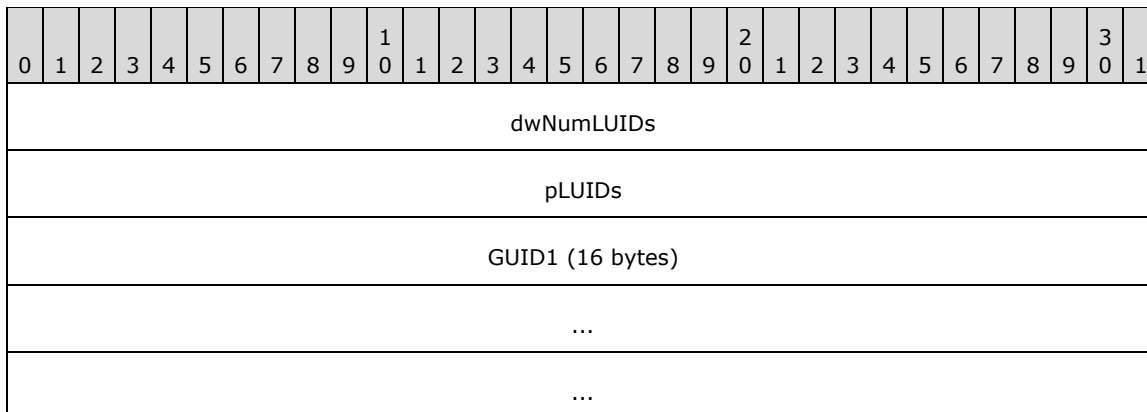 1 2 3
0 1 2 3 4 5 6 7 8 9 0 1 2 3 4 5 6 7 8 9 0 1 2 3 4 5 6 7 8 9 0 1
dwNumLUIDs
pLUIDs
GUID1 (16 bytes)
...
...